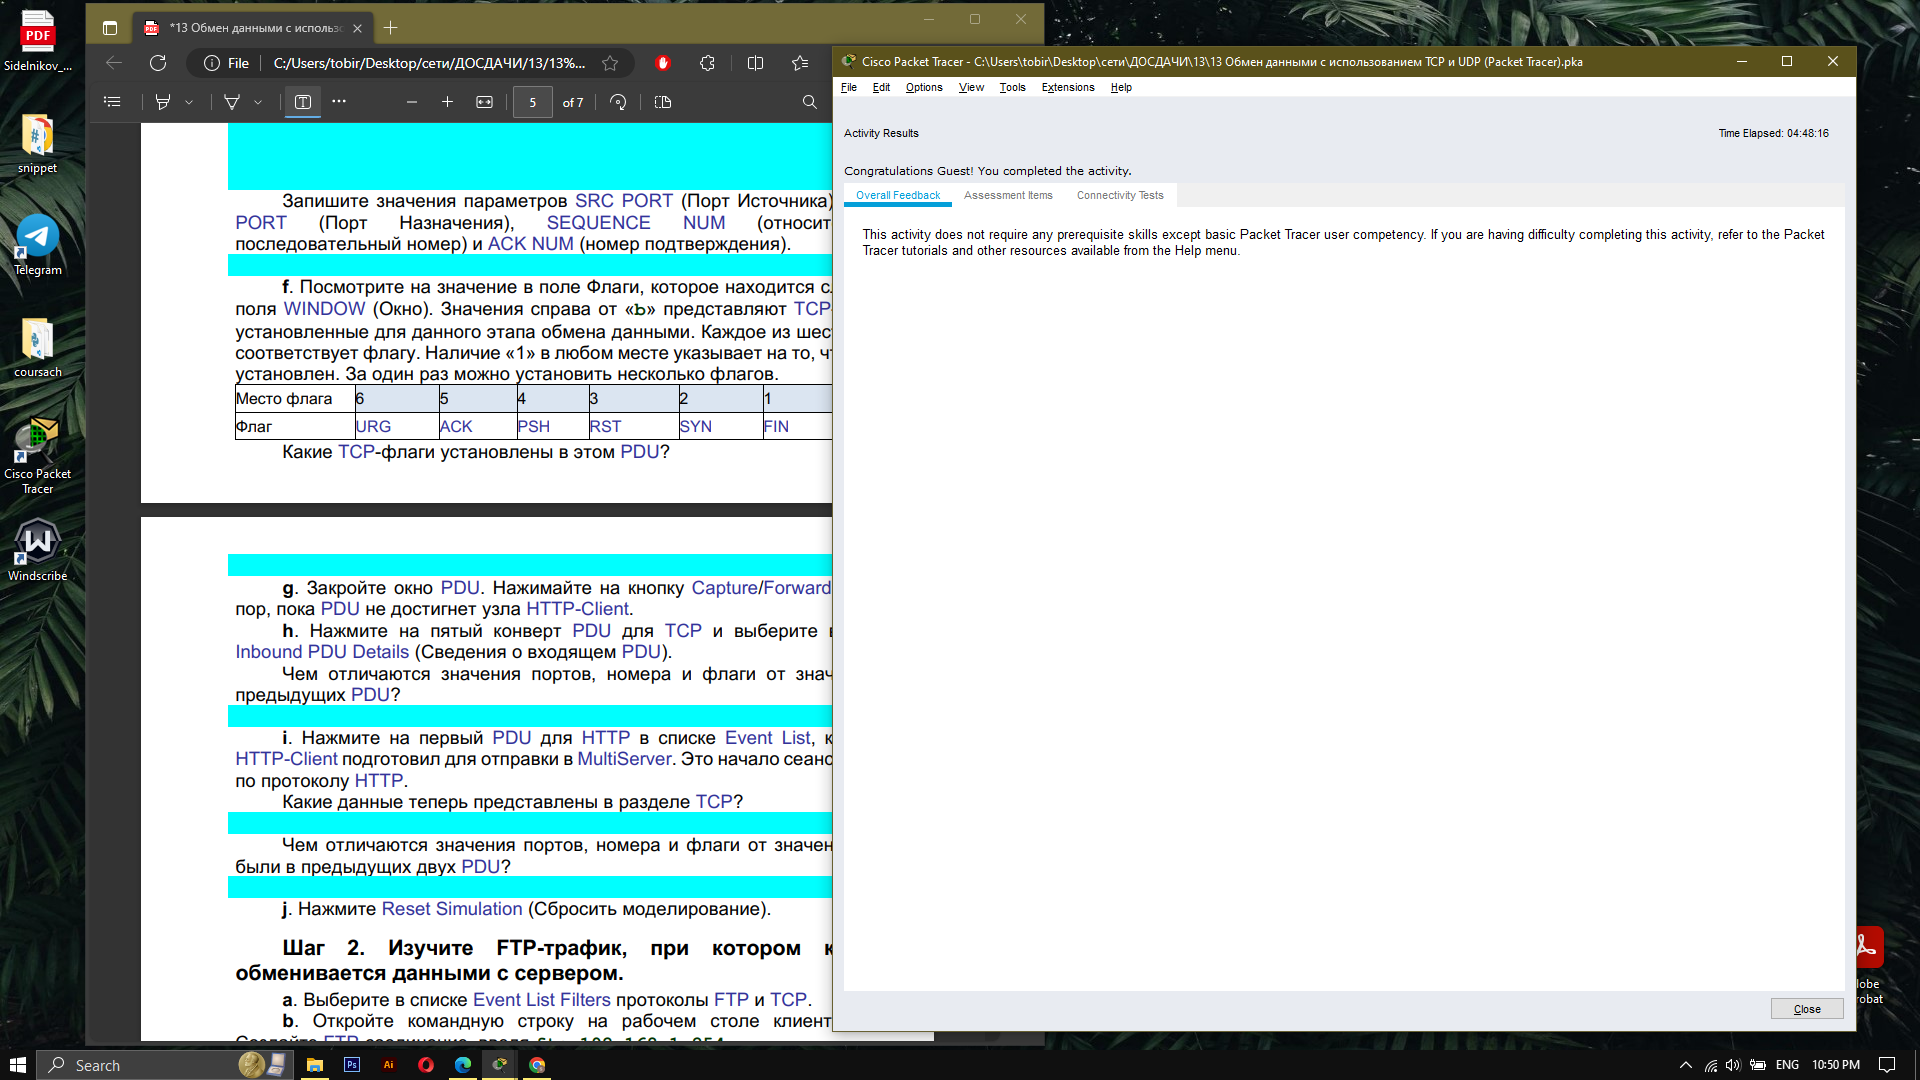 PDF
Sidelnikov_...
snippet
Telegram
coursach
Cisco Packet
Tracer
Windscribe
*13 Обмен данными с использс
File
C:/Users/tobir/Desktop/сети/ДОСДАЧИ/13/13%...
5
of 7
Запишите значения параметров SRC PORT (Порт Источника)
PORT (Порт Назначения), SEQUENCE NUM (относит
последовательный номер) и ACK NUM (номер подтверждения).
f. Посмотрите на значение в поле Флаги, которое находится сл
поля WINDOW (Окно). Значения справа от «b» представляют TCP-
установленные для данного этапа обмена данными. Каждое из шест
соответствует флагу. Наличие «1» в любом месте указывает на то, чт
установлен. За один раз можно установить несколько флагов.
Место флага 6 5 4 3 2 1
Флаг URG ACK PSH RST SYN FIN
Какие TCP-флаги установлены в этом PDU?
g. Закройте окно PDU. Нажимайте на кнопку Capture/Forward
пор, пока PDU не достигнет узла HTTP-Client.
h. Нажмите на пятый конверт PDU для TCP и выберите в
Inbound PDU Details (Сведения о входящем PDU).
Чем отличаются значения портов, номера и флаги от знач
предыдущих PDU?
i. Нажмите на первый PDU для HTTP в списке Event List, к
HTTP-Client подготовил для отправки в MultiServer. Это начало сеанс
по протоколу HTTP.
Какие данные теперь представлены в разделе TCP?
Чем отличаются значения портов, номера и флаги от значен
были в предыдущих двух PDU?
j. Нажмите Reset Simulation (Сбросить моделирование).
Шаг 2. Изучите FTP-трафик, при котором к
обменивается данными с сервером.
a. Выберите в списке Event List Filters протоколы FTP и TCP.
b. Откройте командную строку на рабочем столе клиент
Cisco Packet Tracer - C:\Users\tobir\Desktop\сети\ДОСДАЧИ\13\13 Обмен данными с использованием TCP и UDP (Packet Tracer).pka
File Edit Options View Tools Extensions Help
Activity Results
Time Elapsed: 04:48:16
Congratulations Guest! You completed the activity.
Overall Feedback Assessment Items Connectivity Tests
This activity does not require any prerequisite skills except basic Packet Tracer user competency. If you are having difficulty completing this activity, refer to the Packet
Tracer tutorials and other resources available from the Help menu.
Close
lobe
robat
Search
Ps
Ai
ENG
10:50 PM